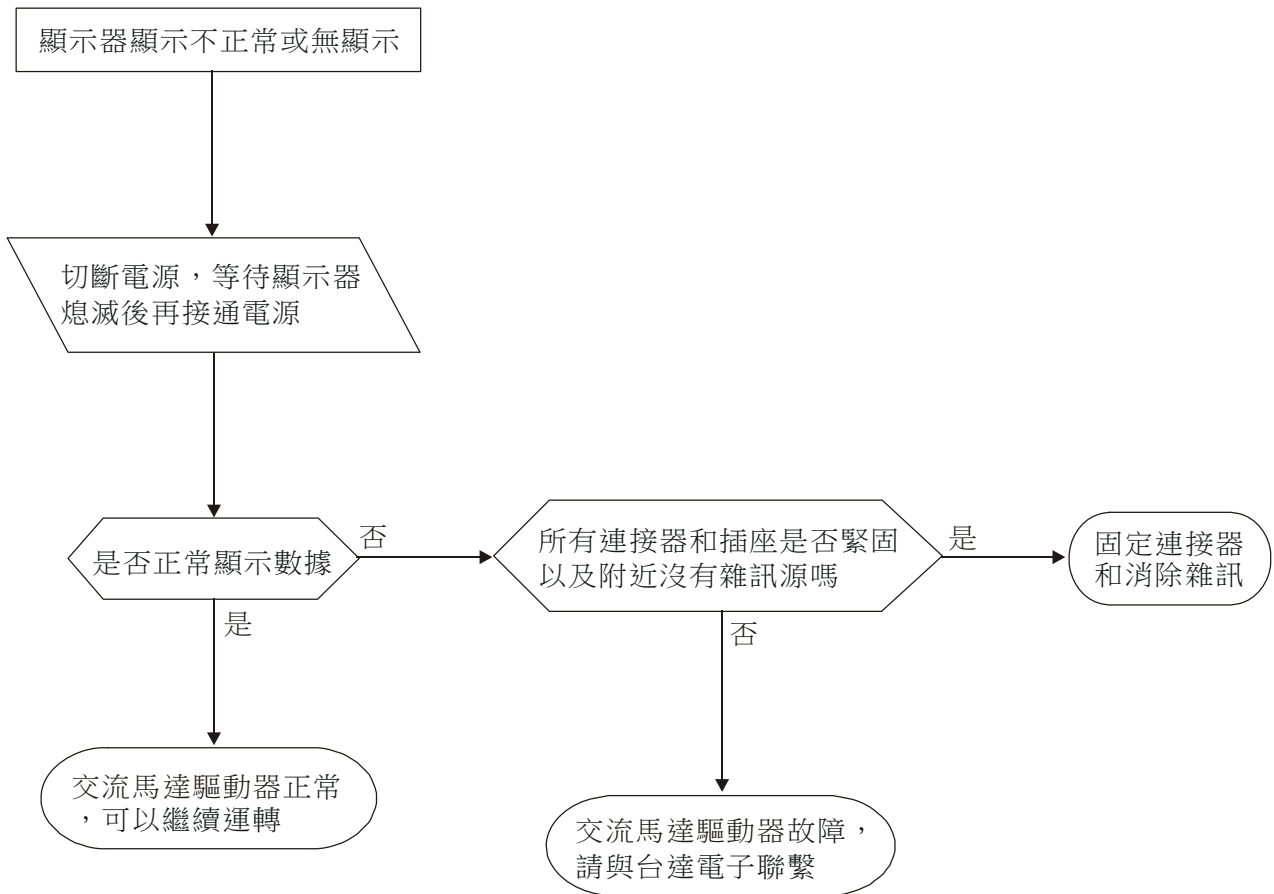 顯示器顯示不正常或無顯示
切斷電源，等待顯示器
熄滅後再接通電源
是否正常顯示數據
否
所有連接器和插座是否緊固
以及附近沒有雜訊源嗎
是
固定連接器
和消除雜訊
是
否
交流馬達驅動器正常
，可以繼續運轉
交流馬達驅動器故障，
請與台達電子聯繫